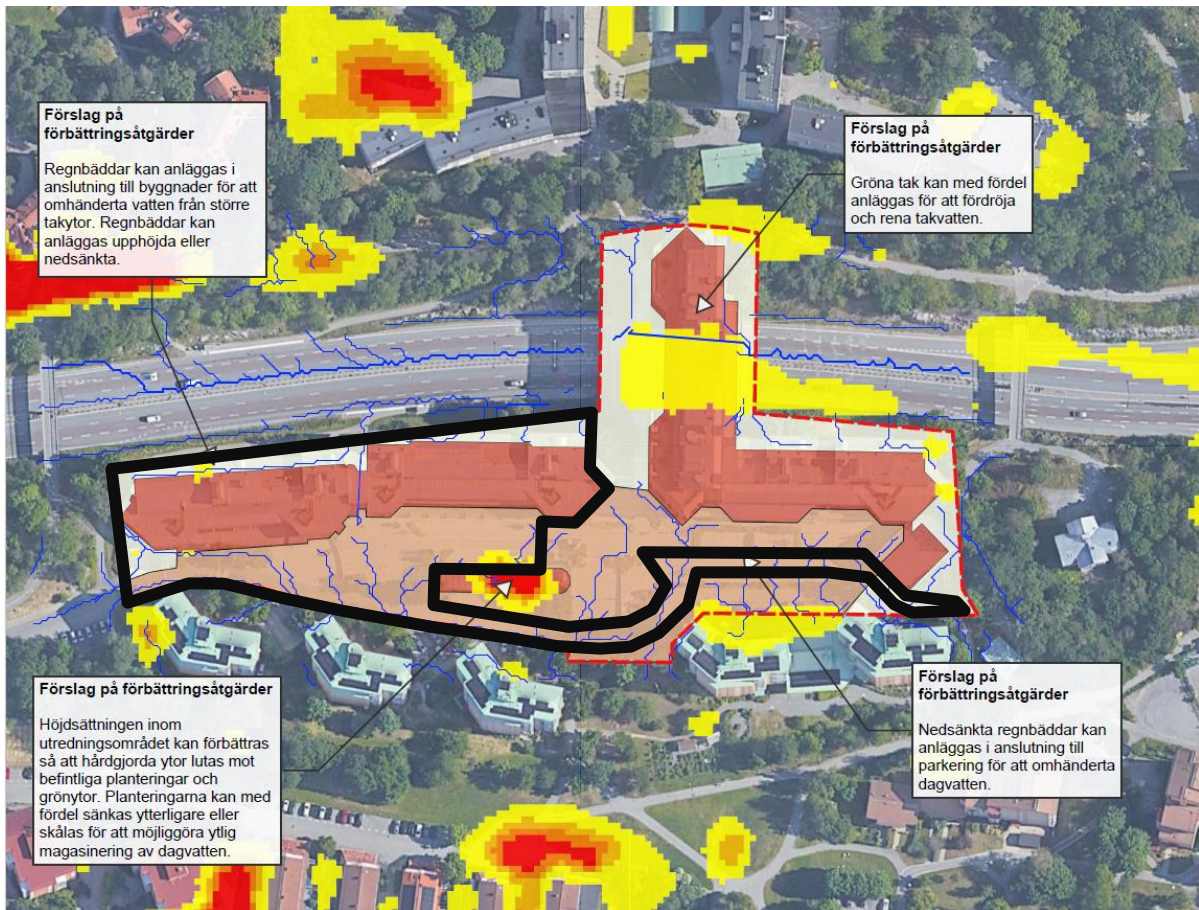 Förslag på
förbättringsåtgärder
Regnbäddar kan anläggas i
anslutning till byggnader för att
omhänderta vatten från större
takytor. Regnbäddar kan
anläggas upphöjda eller
nedsänkta.
Förslag på
förbättringsåtgärder
Gröna tak kan med fördel
anläggas för att fördröja
och rena takvatten.
Förslag på förbättringsåtgärder
Höjdsättningen inom
utredningsområdet kan förbättras
så att hårdgjorda ytor lutas mot
befintliga planteringar och
grönytor. Planteringarna kan med
fördel sänkas ytterligare eller
skålas för att möjliggöra ytlig
magasinering av dagvatten.
Förslag på
förbättringsåtgärder
Nedsänkta regnbäddar kan
anläggas i anslutning till
parkering för att omhänderta
dagvatten.